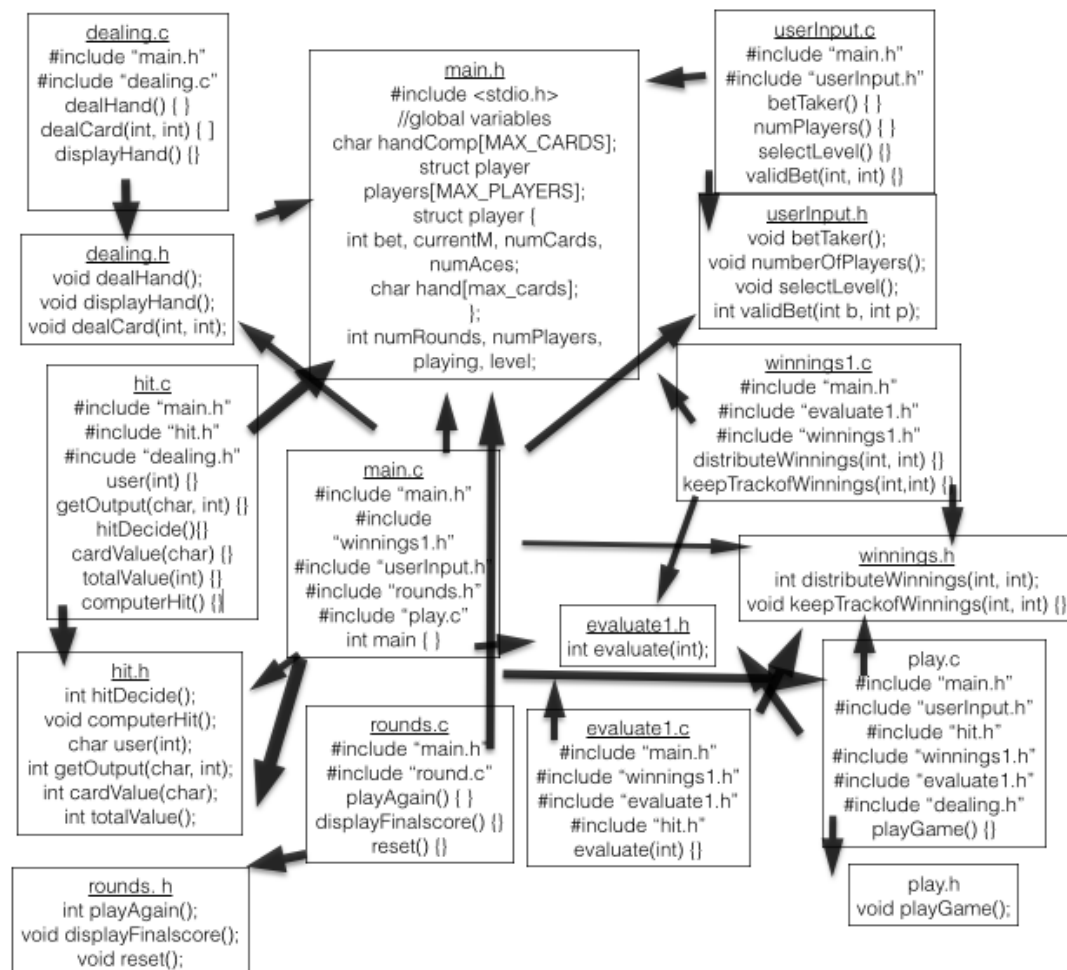 dealing.c
#include “main.h”
#include “dealing.c”
dealHand() { }
dealCard(int, int) { ]
displayHand() {}
main.h
#include <stdio.h>
//global variables
char handComp[MAX_CARDS];
struct player
players[MAX_PLAYERS];
struct player {
int bet, currentM, numCards,
numAces;
char hand[max_cards];
};
int numRounds, numPlayers,
playing, level;
userInput.c
#include “main.h”
#include “userInput.h”
betTaker() { }
numPlayers() { }
selectLevel() {}
validBet(int, int) {}
dealing.h
void dealHand();
void displayHand();
void dealCard(int, int);
userInput.h
void betTaker();
void numberOfPlayers();
void selectLevel();
int validBet(int b, int p);
hit.c
#include “main.h”
#include “hit.h”
#incude “dealing.h”
user(int) {}
getOutput(char, int) {}
hitDecide(){}
cardValue(char) {}
totalValue(int) {}
computerHit() {}
main.c
#include “main.h”
#include
“winnings1.h”
#include “userInput.h”
#include “rounds.h”
#include “play.c”
int main { }
winnings1.c
#include “main.h”
#include “evaluate1.h”
#include “winnings1.h”
distributeWinnings(int, int) {}
keepTrackofWinnings(int,int) {}
winnings.h
int distributeWinnings(int, int);
void keepTrackofWinnings(int, int) {}
evaluate1.h
int evaluate(int);
hit.h
int hitDecide();
void computerHit();
char user(int);
int getOutput(char, int);
int cardValue(char);
int totalValue();
rounds.c
#include “main.h”
#include “round.c”
playAgain() { }
displayFinalscore() {}
reset() {}
evaluate1.c
#include “main.h”
#include “winnings1.h”
#include “evaluate1.h”
#include “hit.h”
evaluate(int) {}
play.c
#include “main.h”
#include “userInput.h”
#include “hit.h”
#include “winnings1.h”
#include “evaluate1.h”
#include “dealing.h”
playGame() {}
rounds. h
int playAgain();
void displayFinalscore();
void reset();
play.h
void playGame();